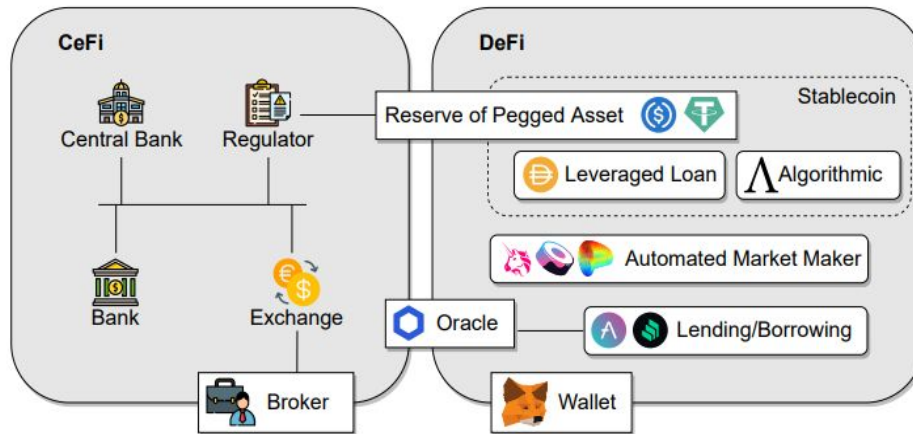 CeFi
Central Bank
Regulator
Bank
Exchange
Broker
DeFi
Stablecoin
Reserve of Pegged Asset
Leveraged Loan
Algorithmic
Automated Market Maker
Oracle
Lending/Borrowing
Wallet